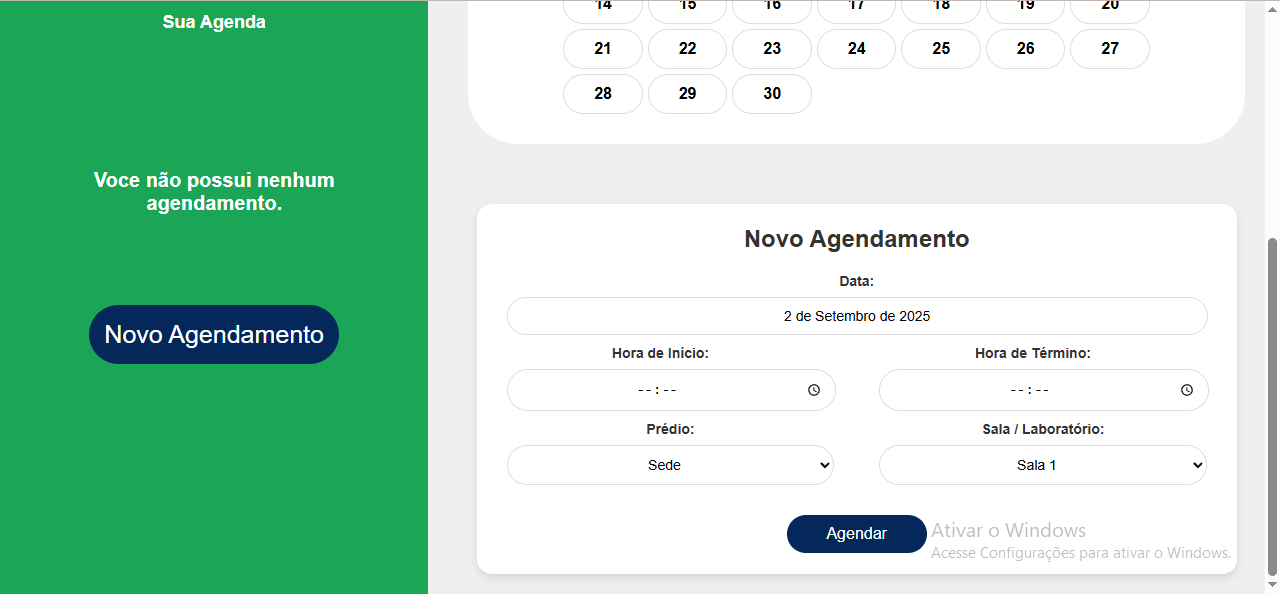 Sua Agenda
Voce não possui nenhum
agendamento.
Novo Agendamento
14 15 16 17 18 19 20
21 22 23 24 25 26 27
28 29 30
Novo Agendamento
Data:
2 de Setembro de 2025
Hora de Início: Hora de Término:
--:-- --:--
Prédio: Sala / Laboratório:
Sede Sala 1
Agendar
Ativar o Windows
Acesse Configurações para ativar o Windows.